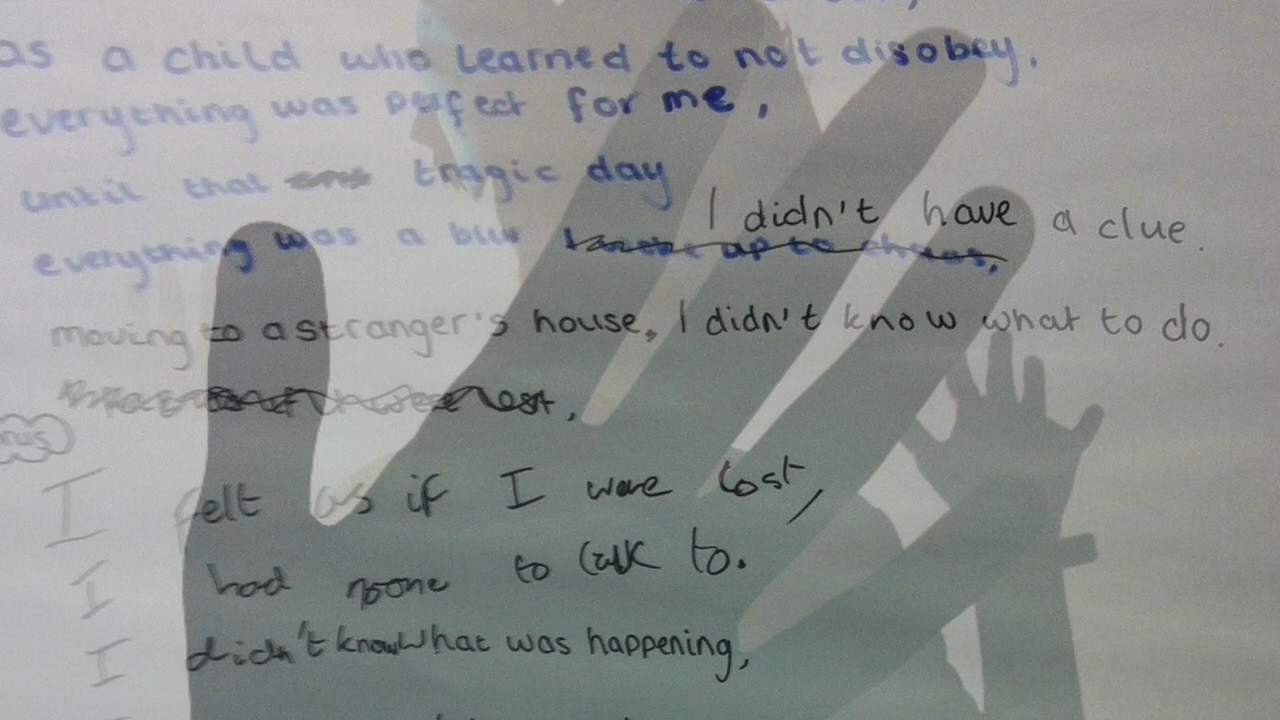 as a child who learned to not disobey.
everything was perfect for me,
until that tragic day
I didn't have a clue.
everything was a blur
moving to a stranger's house, I didn't know what to do.
I felt as if I were lost,
I had noone to talk to.
I didn't know what was happening,